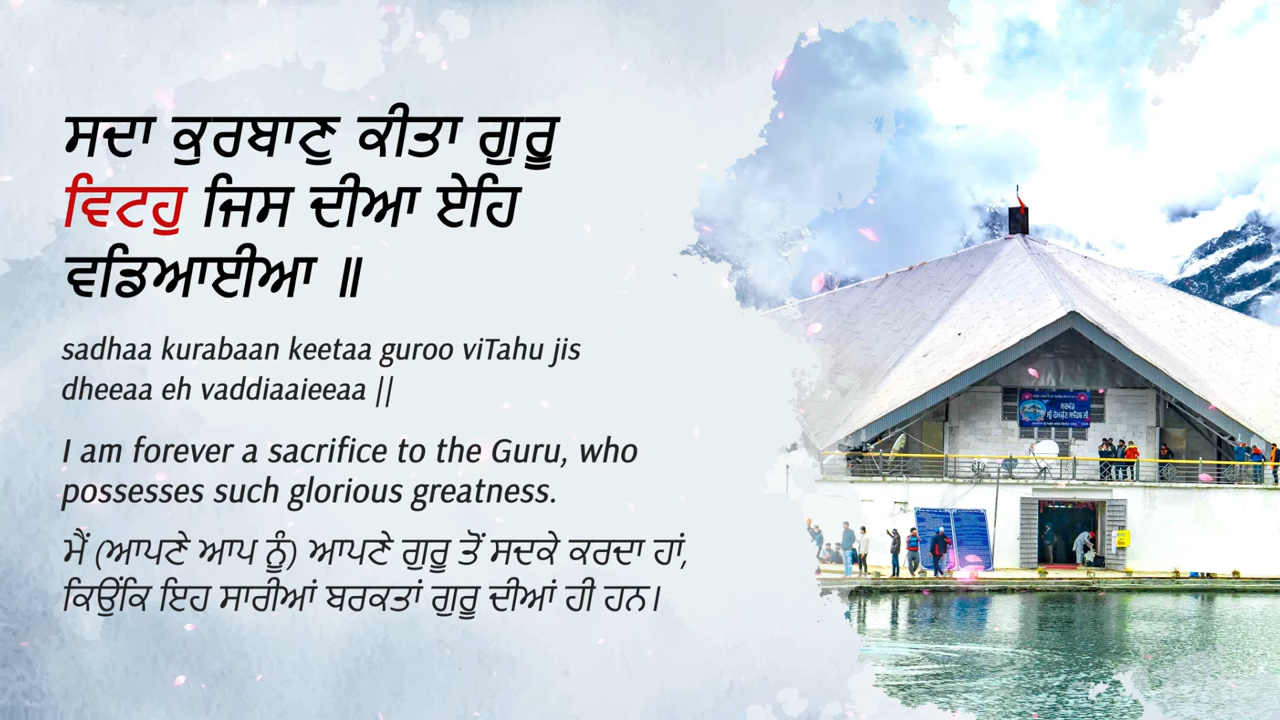 ਸਦਾ ਕੁਰਬਾਣੁ ਕੀਤਾ ਗੁਰੂ
ਵਿਟਹੁ ਜਿਸ ਦੀਆ ਏਹਿ
ਵਡਿਆਈਆ ॥
sadhaa kurabaan keetaa guroo viTahu jis
dheeaa eh vaddiaaieeaa ||
I am forever a sacrifice to the Guru, who
possesses such glorious greatness.
ਮੈਂ (ਆਪਣੇ ਆਪ ਨੂੰ) ਆਪਣੇ ਗੁਰੂ ਤੋਂ ਸਦਕੇ ਕਰਦਾ ਹਾਂ,
ਕਿਉਂਕਿ ਇਹ ਸਾਰੀਆਂ ਬਰਕਤਾਂ ਗੁਰੂ ਦੀਆਂ ਹੀ ਹਨ।
ਸ੍ਰੀ ਹੇਮਕੁੰਟ ਸਾਹਿਬ ਜੀ